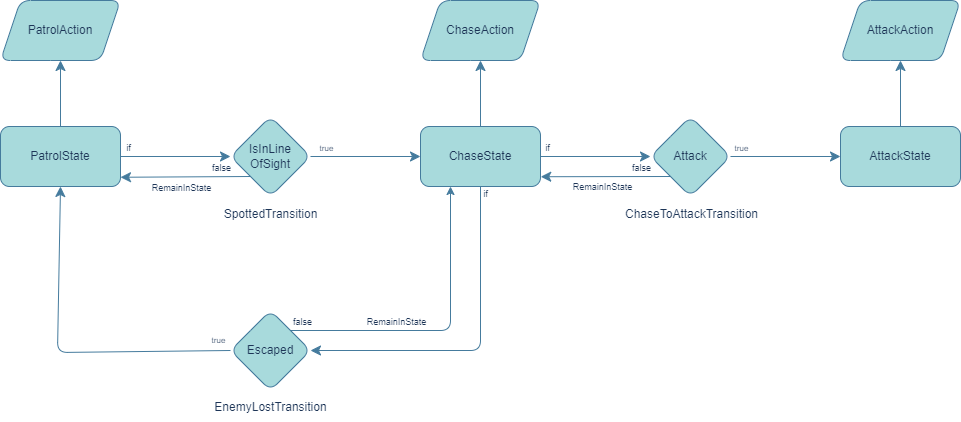 PatrolAction
ChaseAction
AttackAction
if
IsInLine
OfSight
true
if
Attack
true
PatrolState
ChaseState
AttackState
false
false
RemainInState
RemainInState
if
SpottedTransition
ChaseToAttackTransition
false
RemainInState
true
Escaped
EnemyLostTransition